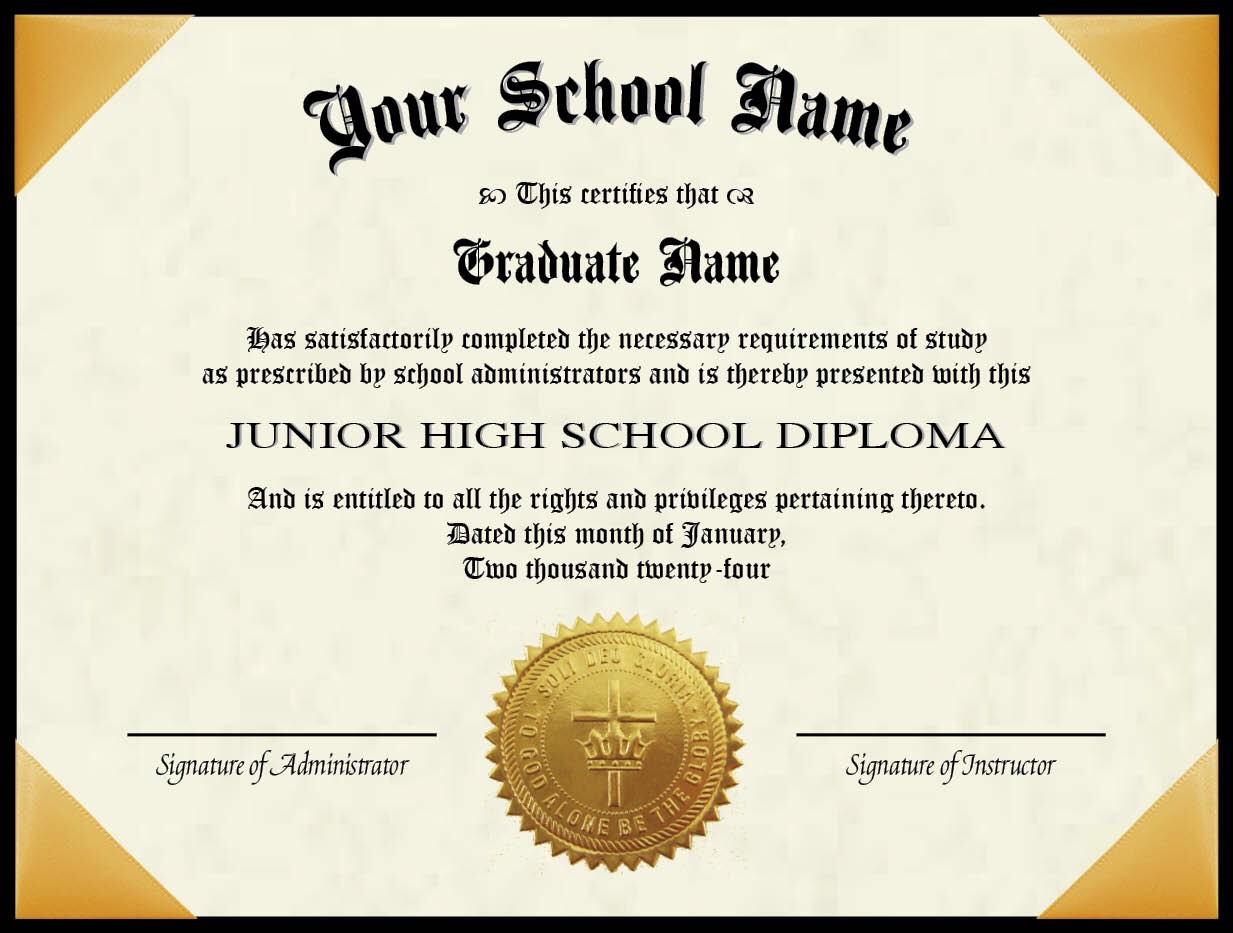 Your School Name
This certifies that
Graduate Name
Has satisfactorily completed the necessary requirements of study
as prescribed by school administrators and is thereby presented with this
JUNIOR HIGH SCHOOL DIPLOMA
And is entitled to all the rights and privileges pertaining thereto.
Dated this month of January,
Two thousand twenty-four
SOLI DEO GLORIA
TO GOD ALONE BE THE GLORY
Signature of Administrator
Signature of Instructor